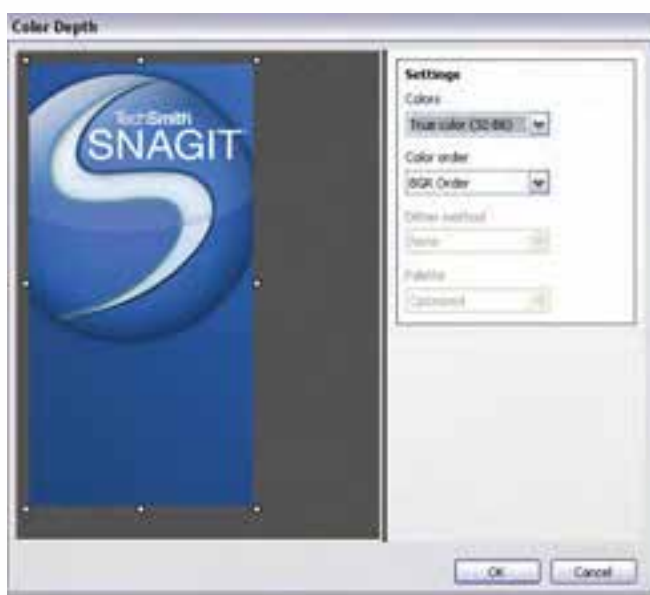 Color Depth
TechSmith
SNAGIT
Settings
Colors
True color (32-Bit)
Color order
BGR Order
Dither method
None
Palette
Optimized
OK
Cancel